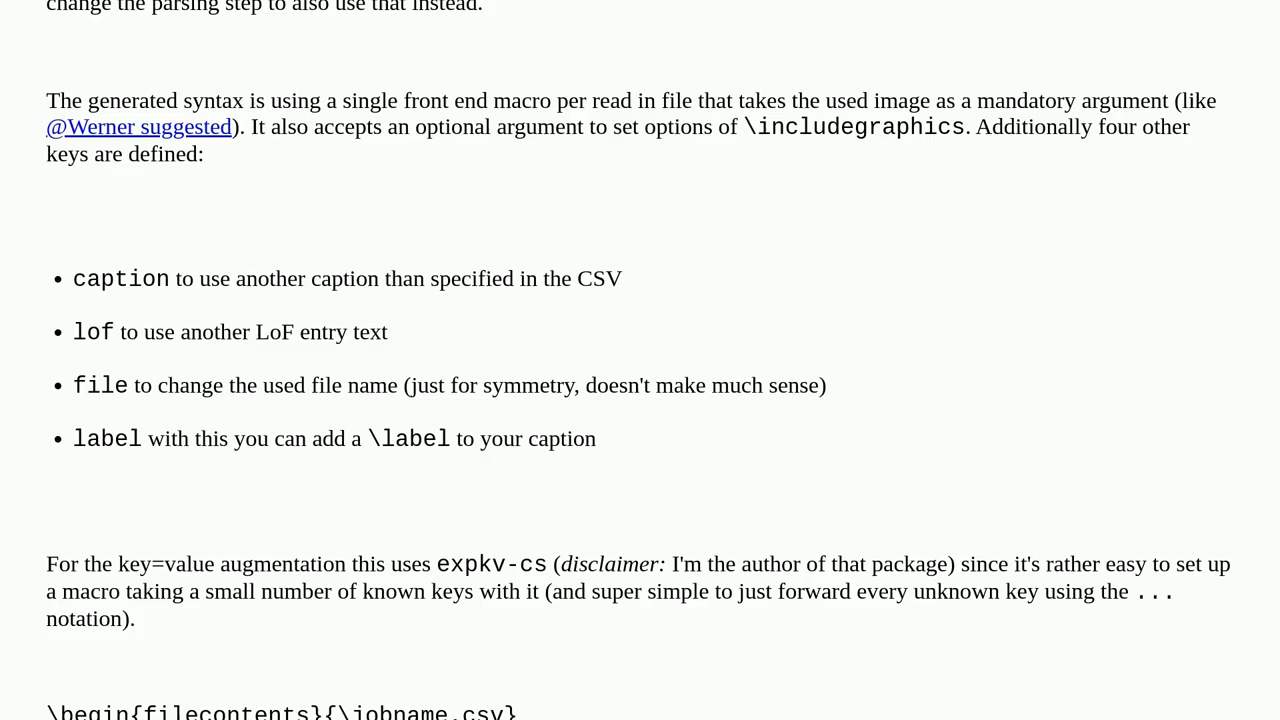 change the parsing step to also use that instead.
The generated syntax is using a single front end macro per read in file that takes the used image as a mandatory argument (like
@Werner suggested). It also accepts an optional argument to set options of \includegraphics. Additionally four other
keys are defined:
• caption to use another caption than specified in the CSV
• lof to use another LoF entry text
• file to change the used file name (just for symmetry, doesn't make much sense)
• label with this you can add a \label to your caption
For the key=value augmentation this uses expkv-cs (disclaimer: I'm the author of that package) since it's rather easy to set up
a macro taking a small number of known keys with it (and super simple to just forward every unknown key using the ...
notation).
\begin{filecontents}{\jobname.csv}